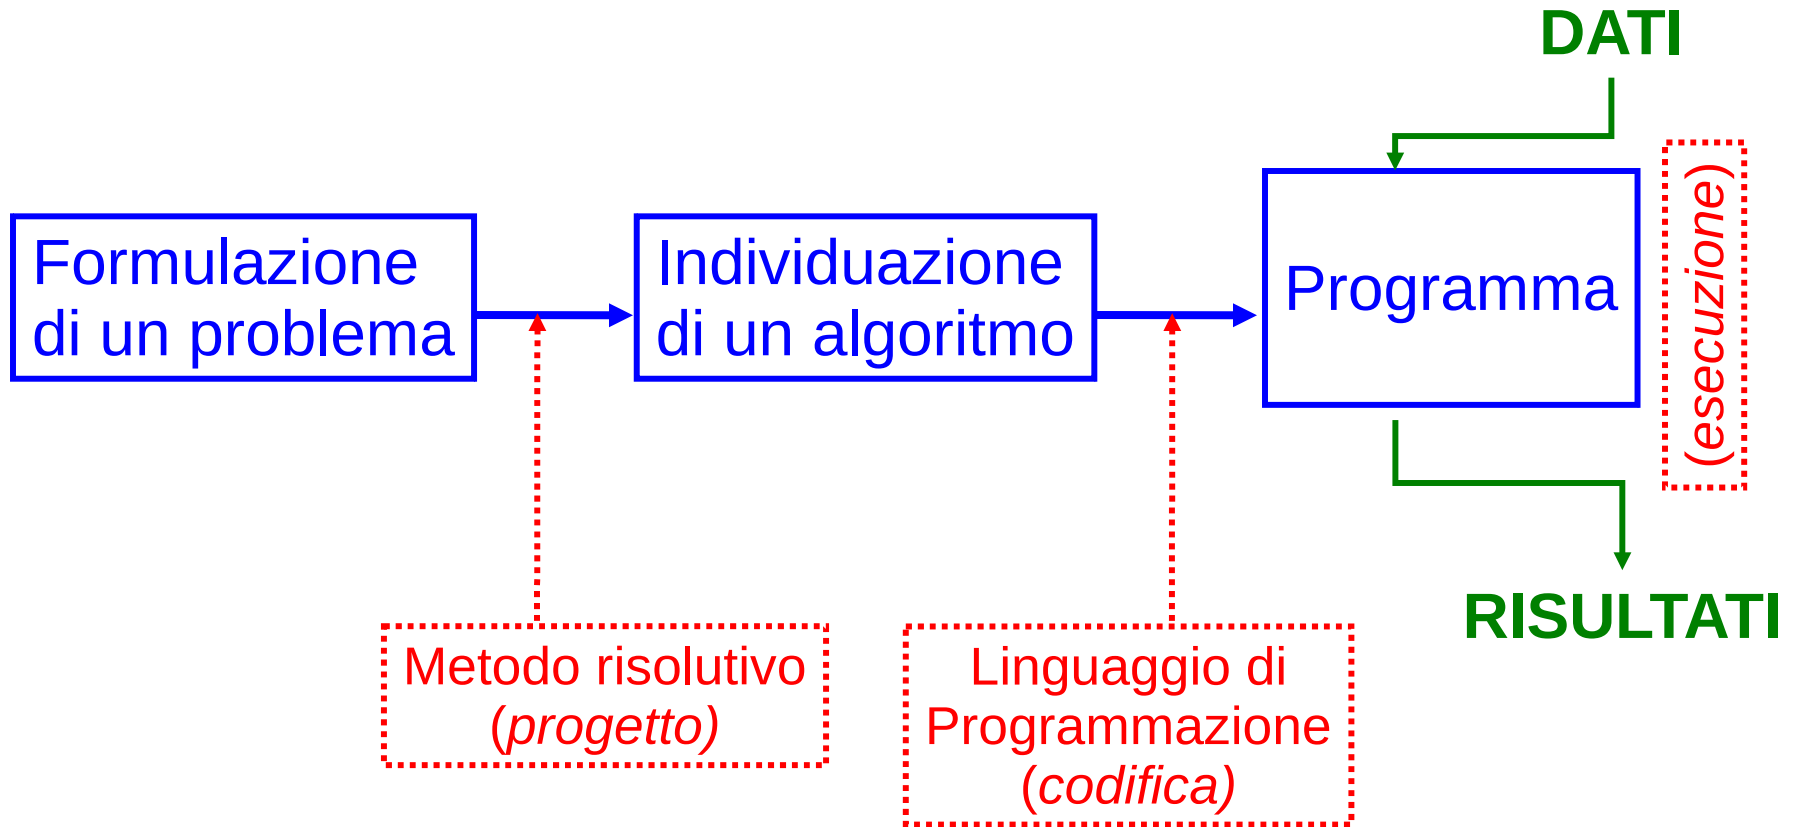 DATI
Formulazione
di un problema
Individuazione
di un algoritmo
Programma
(esecuzione)
RISULTATI
Metodo risolutivo
(progetto)
Linguaggio di
Programmazione
(codifica)